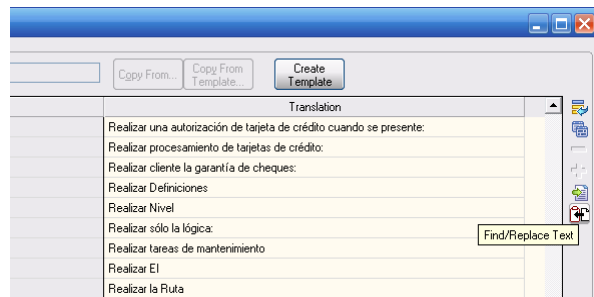 Copy From...
Copy From
Template...
Create
Template
Translation
Realizar una autorización de tarjeta de crédito cuando se presente:
Realizar procesamiento de tarjetas de crédito:
Realizar cliente la garantía de cheques:
Realizar Definiciones
Realizar Nivel
Realizar sólo la lógica:
Find/Replace Text
Realizar tareas de mantenimiento
Realizar El
Realizar la Ruta